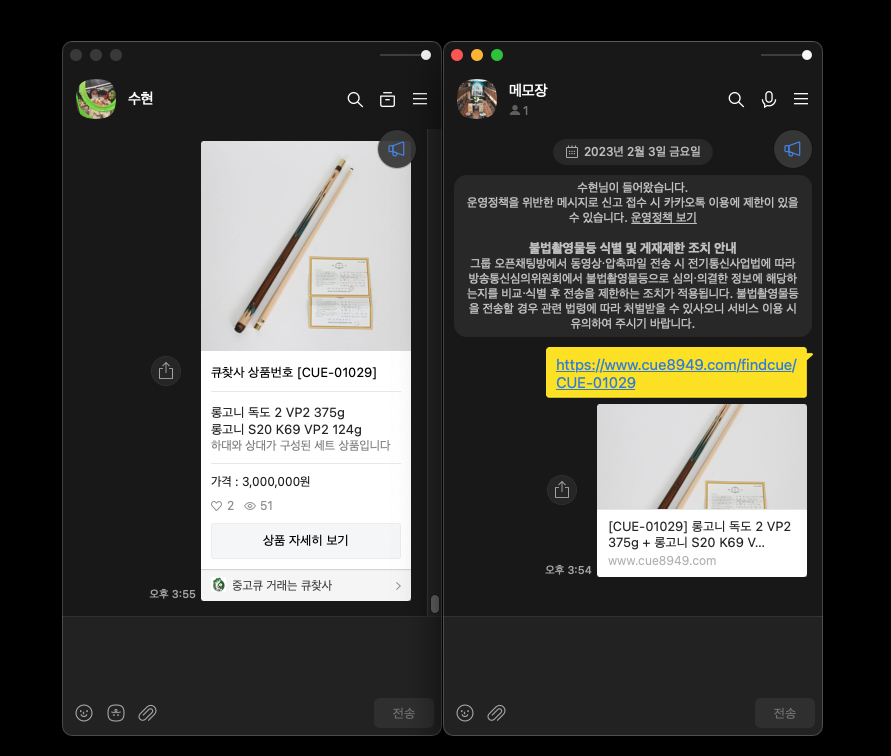 수현
큐찾사 상품번호 [CUE-01029]
롱고니 독도 2 VP2 375g
롱고니 S20 K69 VP2 124g
하대와 상대가 구성된 세트 상품입니다
가격 : 3,000,000원
2 51
상품 자세히 보기
중고큐 거래는 큐찾사
오후 3:55
전송
메모장
1
2023년 2월 3일 금요일
수현님이 들어왔습니다.
운영정책을 위반한 메시지로 신고 접수 시 카카오톡 이용에 제한이 있을
수 있습니다. 운영정책 보기
불법촬영물등 식별 및 게재제한 조치 안내
그룹 오픈채팅방에서 동영상·압축파일 전송 시 전기통신사업법에 따라
방송통신심의위원회에서 불법촬영물등으로 심의·의결한 정보에 해당하
는지를 비교·식별 후 전송을 제한하는 조치가 적용됩니다. 불법촬영물등
을 전송할 경우 관련 법령에 따라 처벌받을 수 있사오니 서비스 이용 시
유의하여 주시기 바랍니다.
https://www.cue8949.com/findcue/
CUE-01029
[CUE-01029] 롱고니 독도 2 VP2
375g + 롱고니 S20 K69 V...
www.cue8949.com
오후 3:54
전송